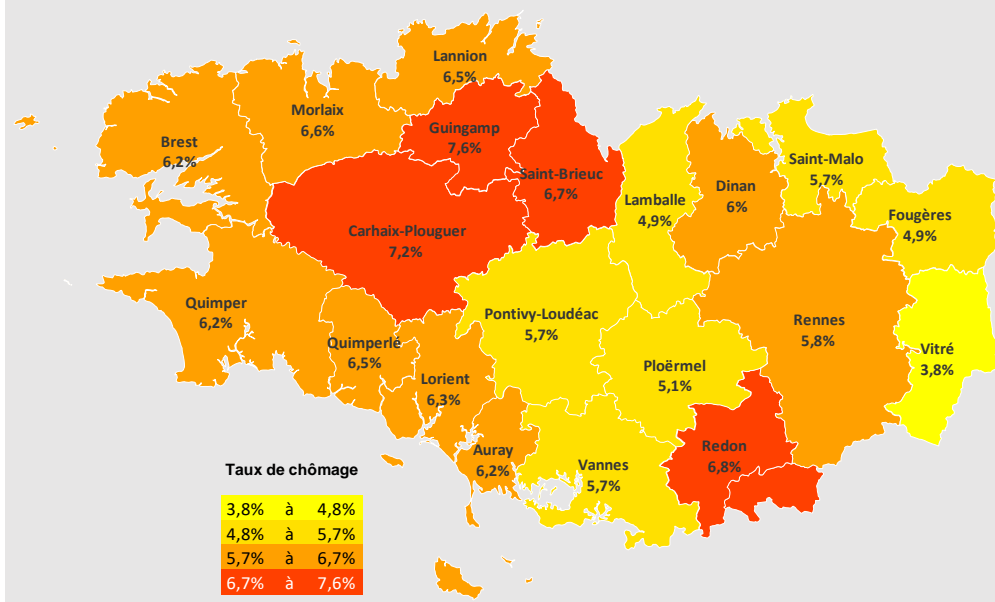 Lannion
6,5%
Morlaix
6,6%
Guingamp
7,6%
Brest
6,2%
Saint-Brieuc
6,7%
Saint-Malo
5,7%
Dinan
6%
Lamballe
4,9%
Fougères
4,9%
Carhaix-Plouguer
7,2%
Quimper
6,2%
Pontivy-Loudéac
5,7%
Rennes
5,8%
Quimperlé
6,5%
Vitré
3,8%
Ploërmel
5,1%
Lorient
6,3%
Auray
6,2%
Vannes
5,7%
Redon
6,8%
Taux de chômage
3,8% à 4,8%
4,8% à 5,7%
5,7% à 6,7%
6,7% à 7,6%